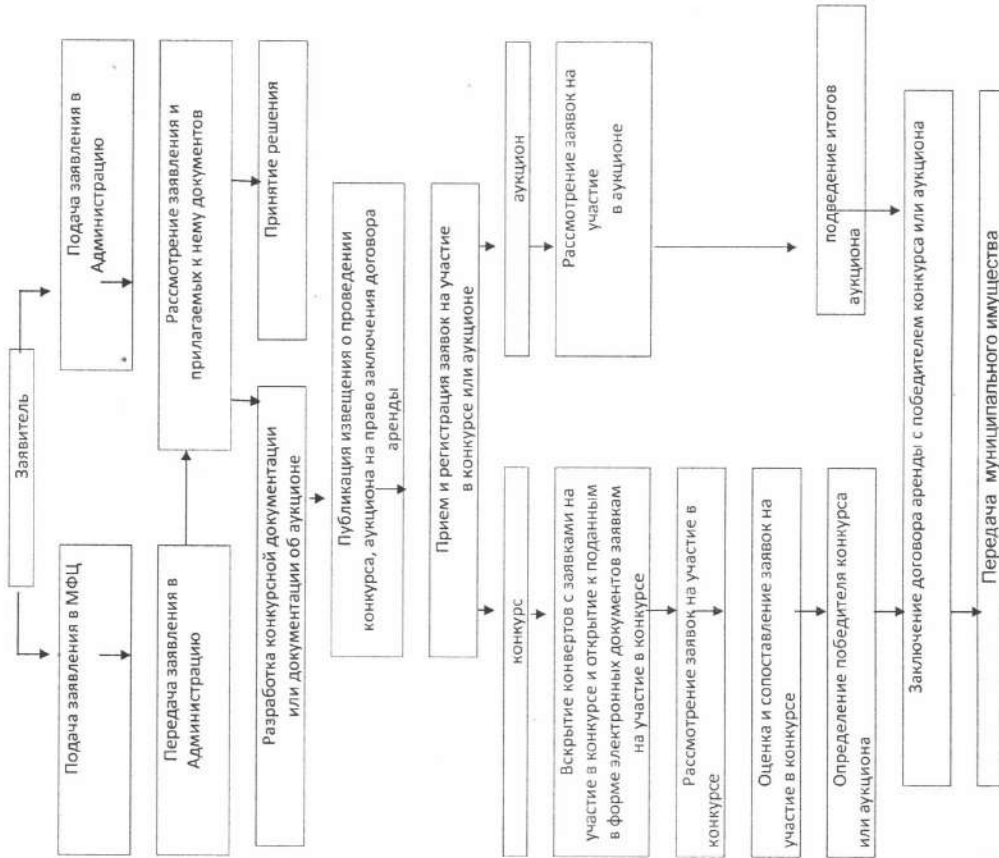 Заявитель
Подача заявления в МФЦ
Подача заявления в
Администрацию
Передача заявления в
Администрацию
Рассмотрение заявления и
прилагаемых к нему документов
Разработка конкурсной документации
или документации об аукционе
Принятие решения
Публикация извещения о проведении
конкурса, аукциона на право заключения договора
аренды
Прием и регистрация заявок на участие
в конкурсе или аукционе
конкурс
аукцион
Вскрытие конвертов с заявками на
участие в конкурсе и открытие к поданным
в форме электронных документов заявкам
на участие в конкурсе
Рассмотрение заявок на
участие
в аукционе
Рассмотрение заявок на участие в
конкурсе
Оценка и сопоставление заявок на
участие в конкурсе
подведение итогов
аукциона
Определение победителя конкурса
или аукциона
Заключение договора аренды с победителем конкурса или аукциона
Передача муниципального имущества